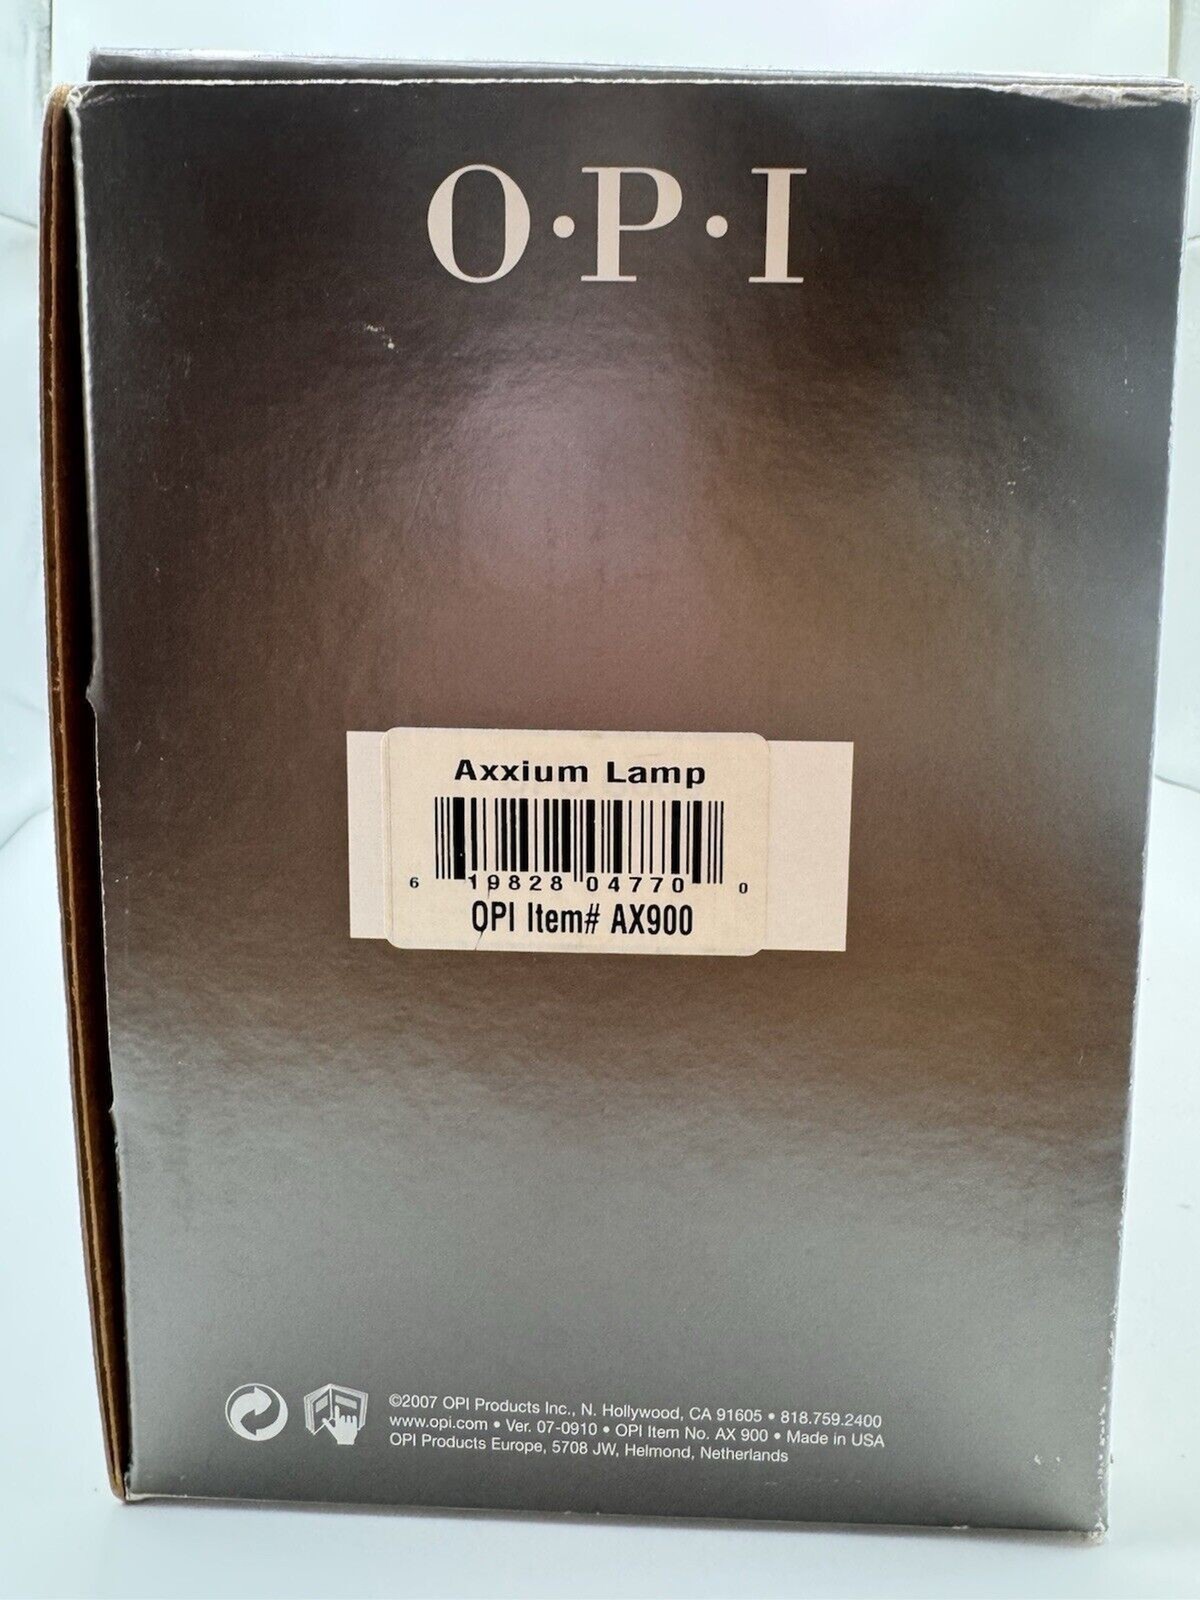 O·P·I
Axxium Lamp
6 19828 04770 0
OPI Item# AX900
©2007 OPI Products Inc., N. Hollywood, CA 91605 • 818.759.2400
www.opi.com • Ver. 07-0910 • OPI Item No. AX 900 • Made in USA
OPI Products Europe, 5708 JW, Helmond, Netherlands